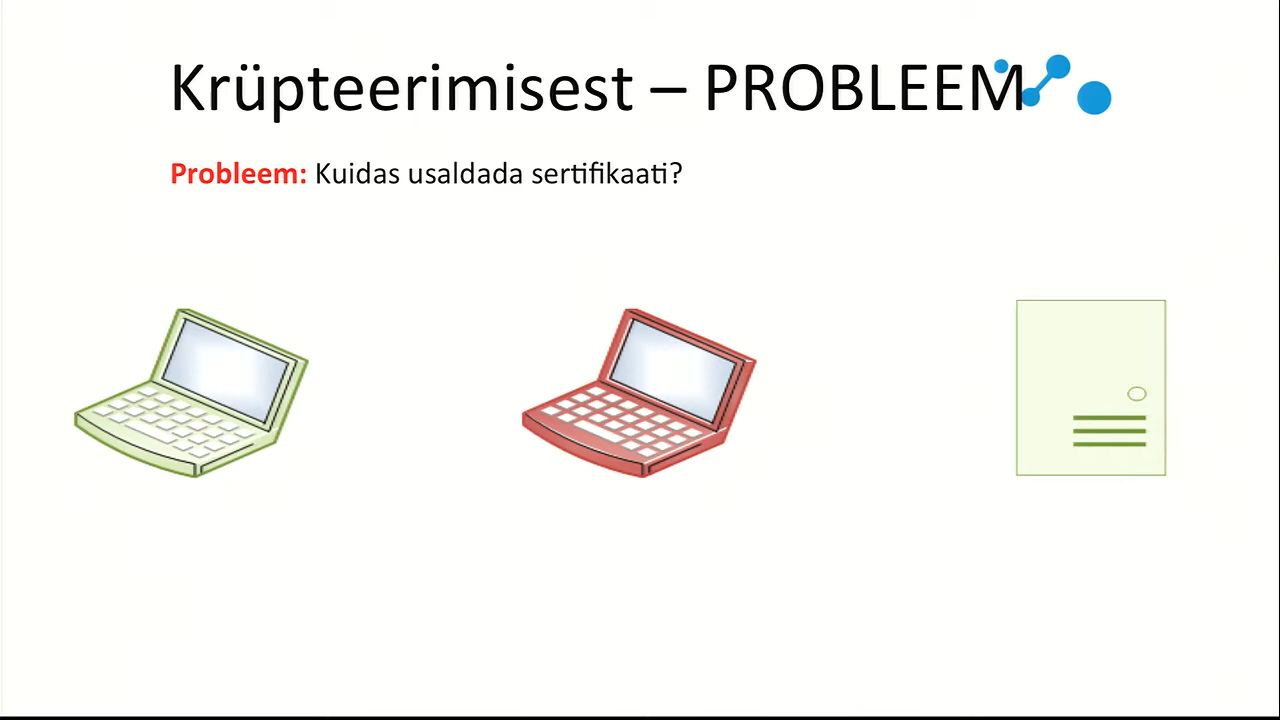 Krüpteerimisest – PROBLEEM
Probleem: Kuidas usaldada sertifikaati?